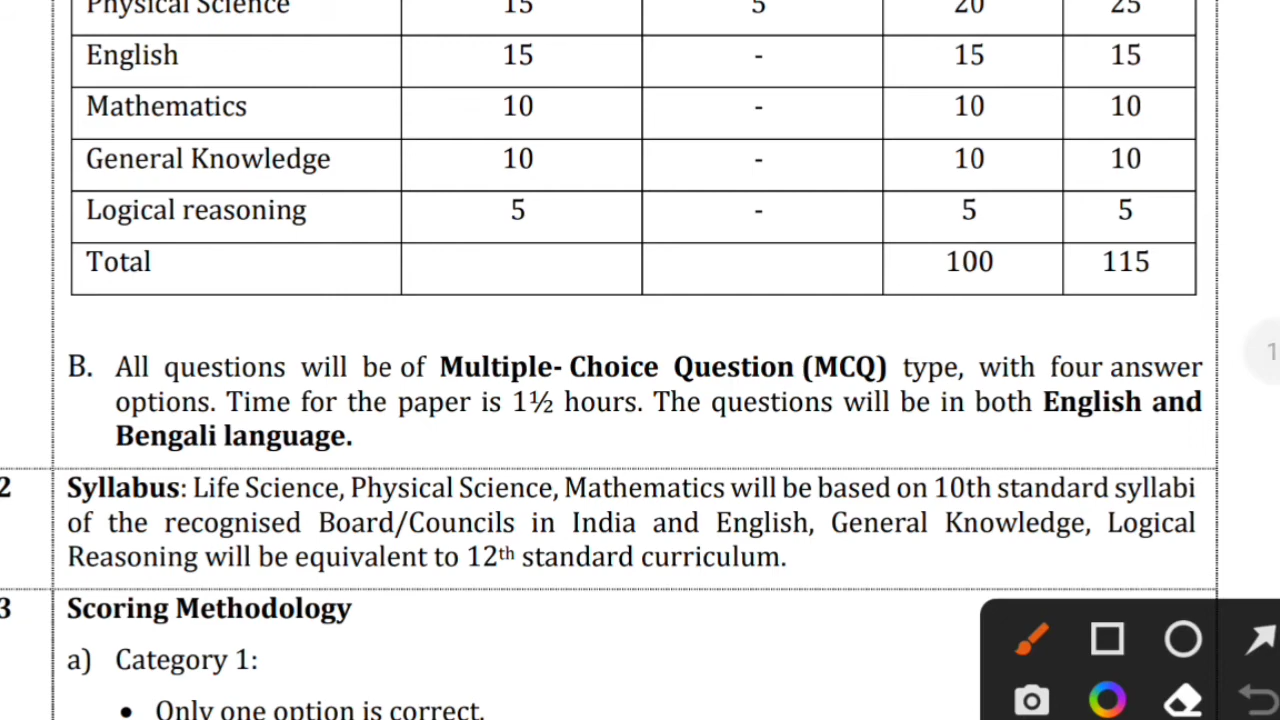 Physical Science 15 5 20 25
English 15 - 15 15
Mathematics 10 - 10 10
General Knowledge 10 - 10 10
Logical reasoning 5 - 5 5
Total 100 115
B. All questions will be of Multiple- Choice Question (MCQ) type, with four answer
options. Time for the paper is 1½ hours. The questions will be in both English and
Bengali language.
2 Syllabus: Life Science, Physical Science, Mathematics will be based on 10th standard syllabi
of the recognised Board/Councils in India and English, General Knowledge, Logical
Reasoning will be equivalent to 12th standard curriculum.
3 Scoring Methodology
a) Category 1:
• Only one option is correct.
1